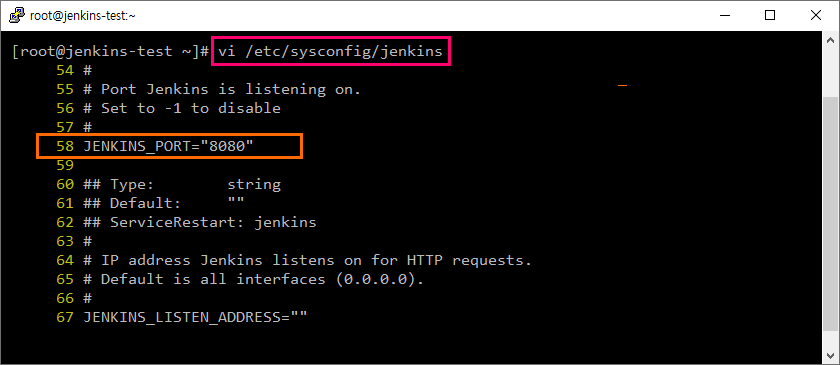 root@jenkins-test:~
[root@jenkins-test ~]# vi /etc/sysconfig/jenkins
54 #
55 # Port Jenkins is listening on.
56 # Set to -1 to disable
57 #
58 JENKINS_PORT="8080"
59
60 ## Type:        string
61 ## Default:     ""
62 ## ServiceRestart: jenkins
63 #
64 # IP address Jenkins listens on for HTTP requests.
65 # Default is all interfaces (0.0.0.0).
66 #
67 JENKINS_LISTEN_ADDRESS=""